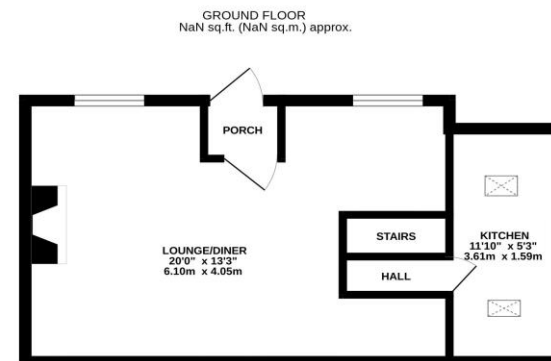 GROUND FLOOR
NaN sq.ft. (NaN sq.m.) approx.
PORCH
LOUNGE/DINER
20'0" x 13'3"
6.10m x 4.05m
STAIRS
HALL
KITCHEN
11'10" x 5'3"
3.61m x 1.59m